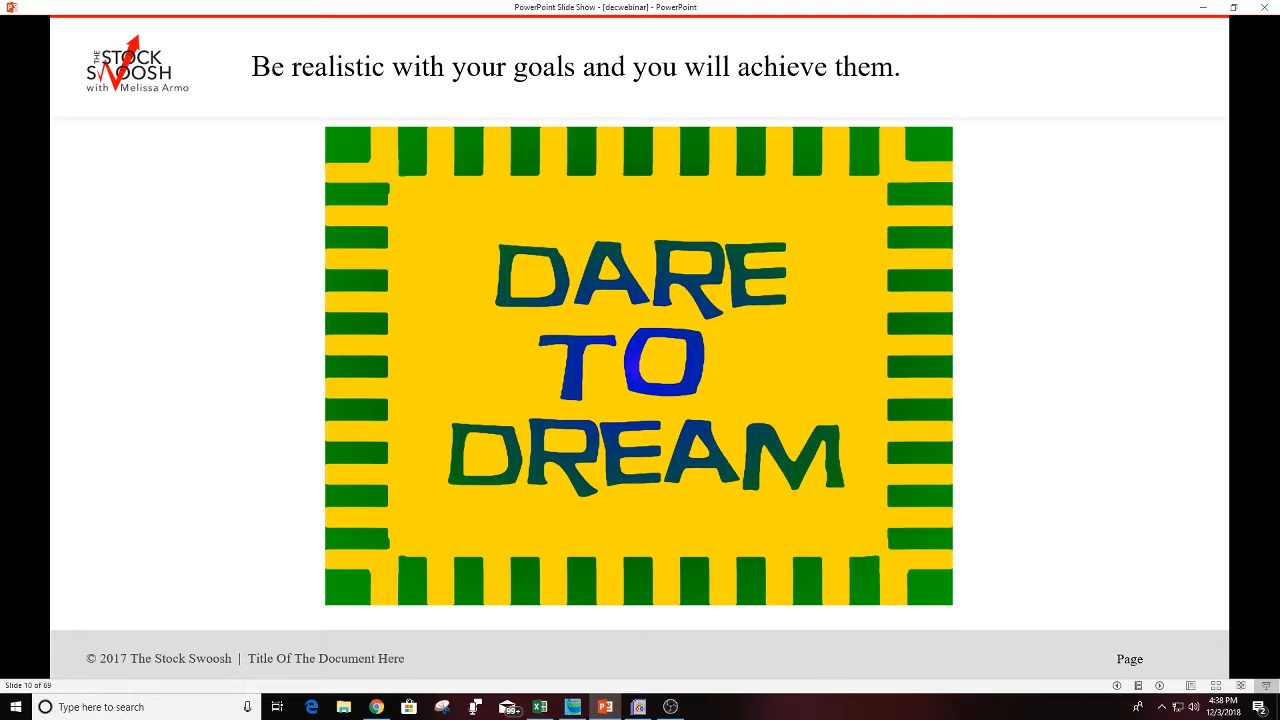 PowerPoint Slide Show - [decwebinar] - PowerPoint
THE
STOCK
SWOOSH
with Melissa Armo
Be realistic with your goals and you will achieve them.
DARE
TO
DREAM
© 2017 The Stock Swoosh | Title Of The Document Here
Page
Slide 10 of 69
Type here to search
99+
4:38 PM
12/3/2018
2